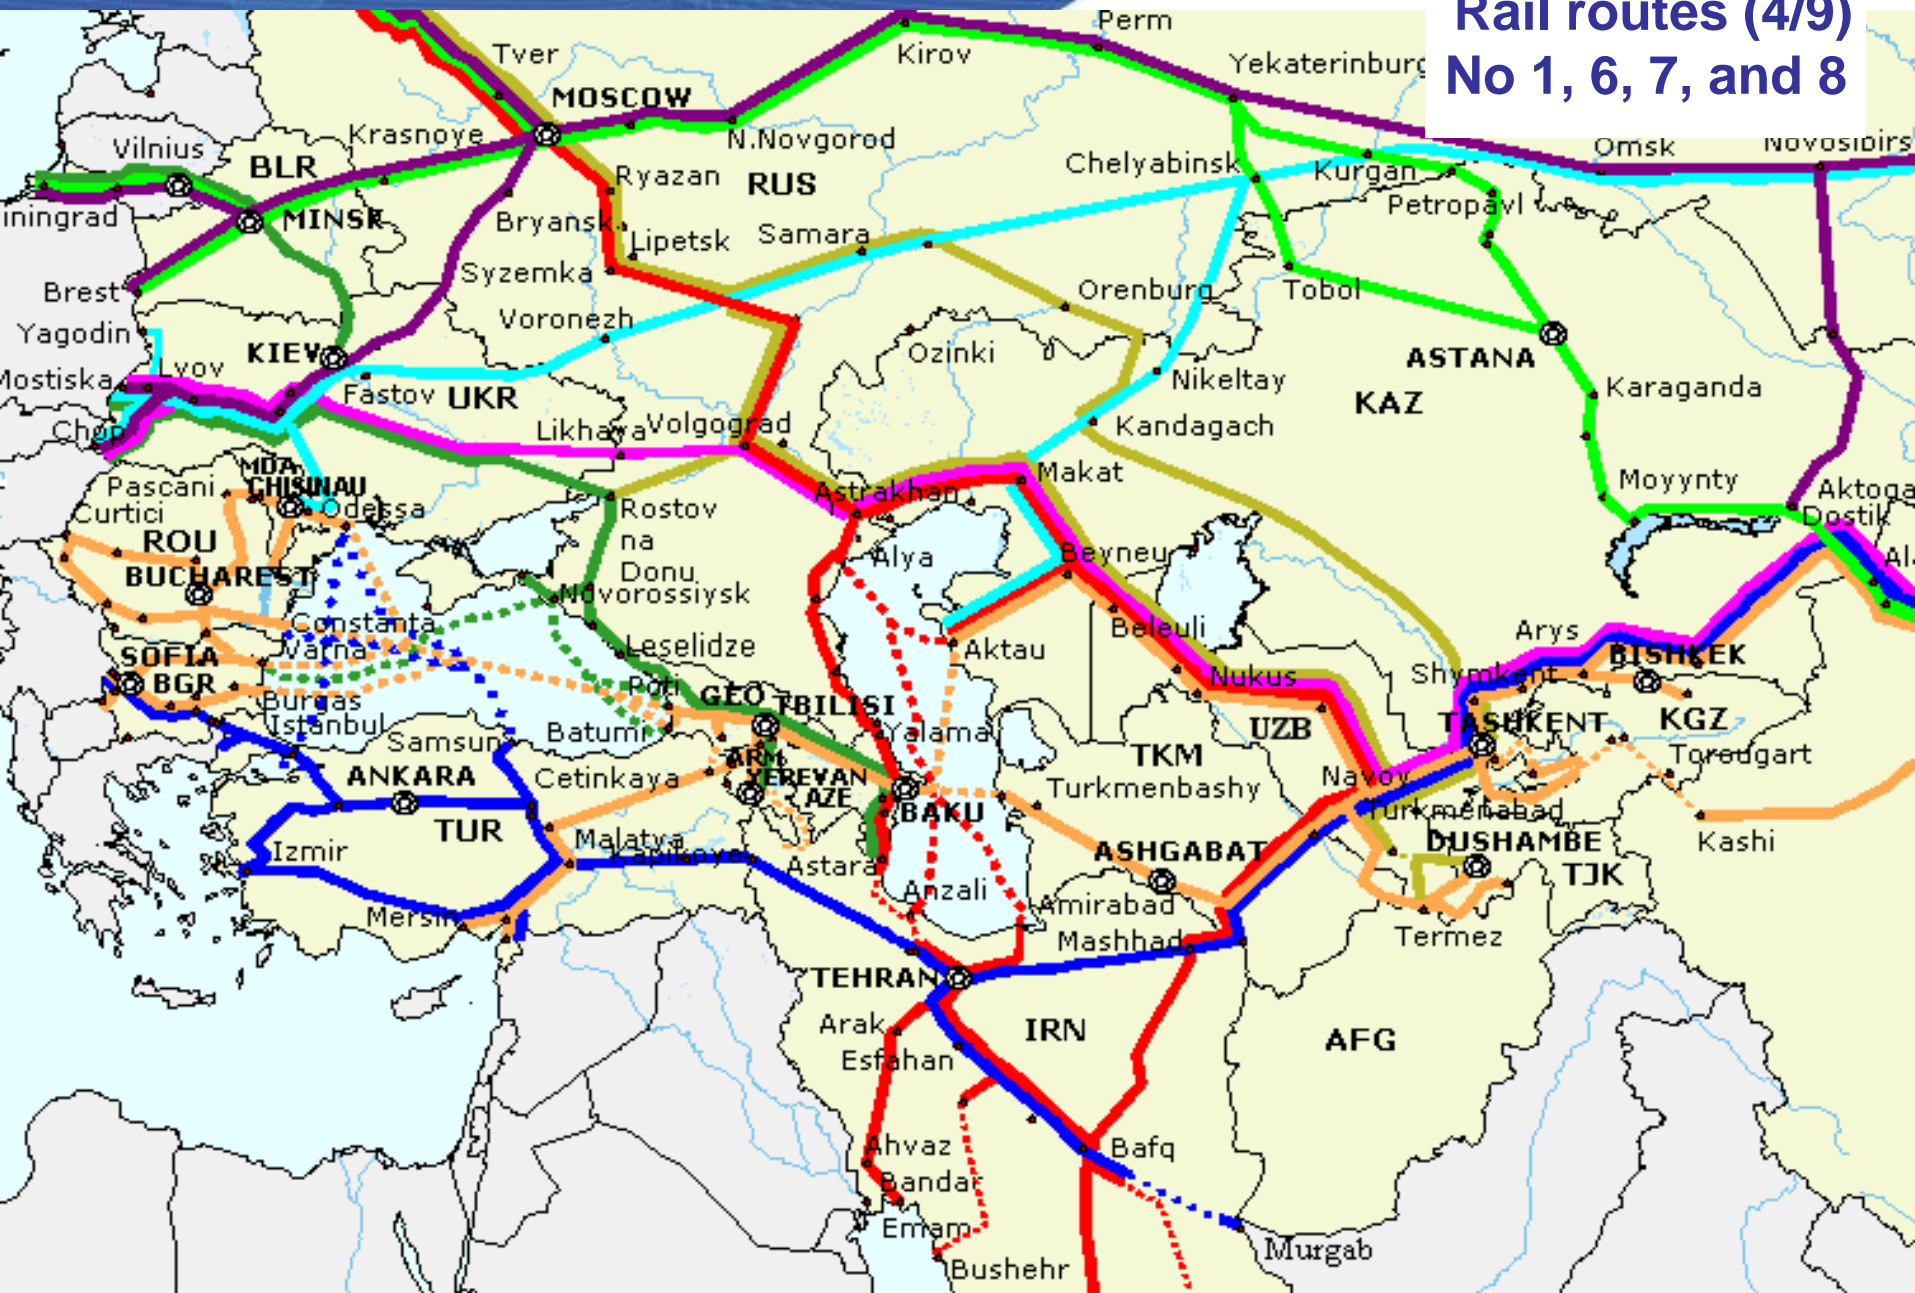 Rail routes (4/9)
No 1, 6, 7, and 8
Perm
Tver
Kirov
Yekaterinburg
MOSCOW
Krasnoye
N.Novgorod
Omsk
Novosibirs
Vilnius
BLR
Chelyabinsk
Kurgan
Ryazan
RUS
Petropavl
iningrad
MINSK
Bryansk
Lipetsk
Samara
Syzemka
Brest
Orenburg
Tobol
Yagodin
Voronezh
KIEV
Ozinki
ASTANA
Mostiska
Lvov
Nikeltay
Karaganda
Fastov
UKR
KAZ
Chop
Likhaya
Volgograd
Kandagach
MDA
Makat
Pascani
CHISINAU
Moyynty
Aktoga
Curtici
Odessa
Astrakhan
Rostov
na
Donu
Dostik
ROU
Alya
Beyneu
Al
BUCHAREST
Novorossiysk
Constanta
Beleuli
Arys
SOFIA
Varna
Leselidze
Aktau
BISHKEK
BGR
Poti
GEO
TBILISI
Nukus
Shymkent
Burgas
Istanbul
Batumi
Yalama
UZB
TASHKENT
KGZ
Samsun
TKM
Torougart
ANKARA
Cetinkaya
ARM
YEREVAN
AZE
Navoy
Turkmenbashy
BAKU
Turkmenabad
TUR
Malatya
Kapikoye
ASHGABAT
DUSHAMBE
Kashi
Izmir
Astara
TJK
Anzali
Amirabad
Mersin
Mashhad
Termez
TEHRAN
Arak
IRN
AFG
Esfahan
Ahvaz
Bafq
Bandar
Emam
Murgab
Bushehr